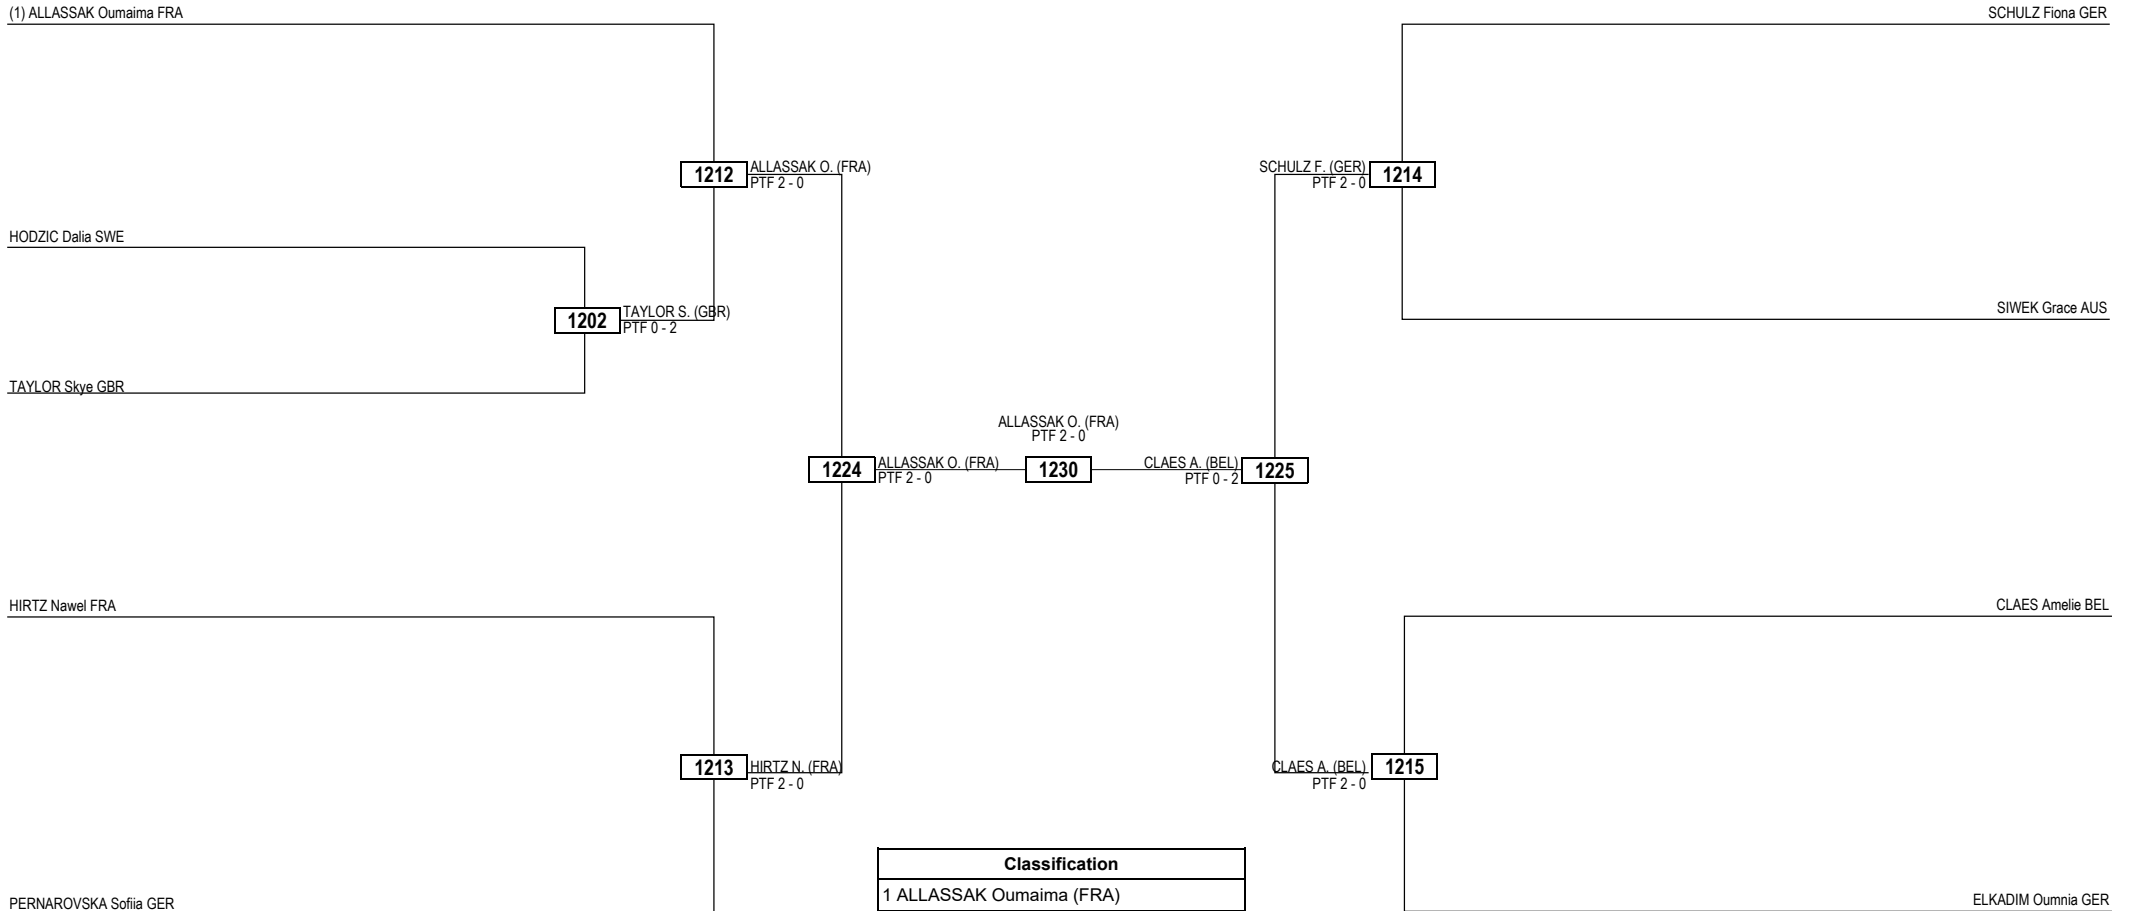 (1) ALLASSAK Oumaima FRA
SCHULZ Fiona GER
1212
ALLASSAK O. (FRA)
PTF 2 - 0
SCHULZ F. (GER)
PTF 2 - 0
1214
HODZIC Dalia SWE
1202
TAYLOR S. (GBR)
PTF 0 - 2
SIWEK Grace AUS
TAYLOR Skye GBR
ALLASSAK O. (FRA)
PTF 2 - 0
1224
ALLASSAK O. (FRA)
PTF 2 - 0
1230
CLAES A. (BEL)
PTF 0 - 2
1225
HIRTZ Nawel FRA
CLAES Amelie BEL
1213
HIRTZ N. (FRA)
PTF 2 - 0
CLAES A. (BEL)
PTF 2 - 0
1215
Classification
1 ALLASSAK Oumaima (FRA)
PERNAROVSKA Sofiia GER
ELKADIM Oumnia GER